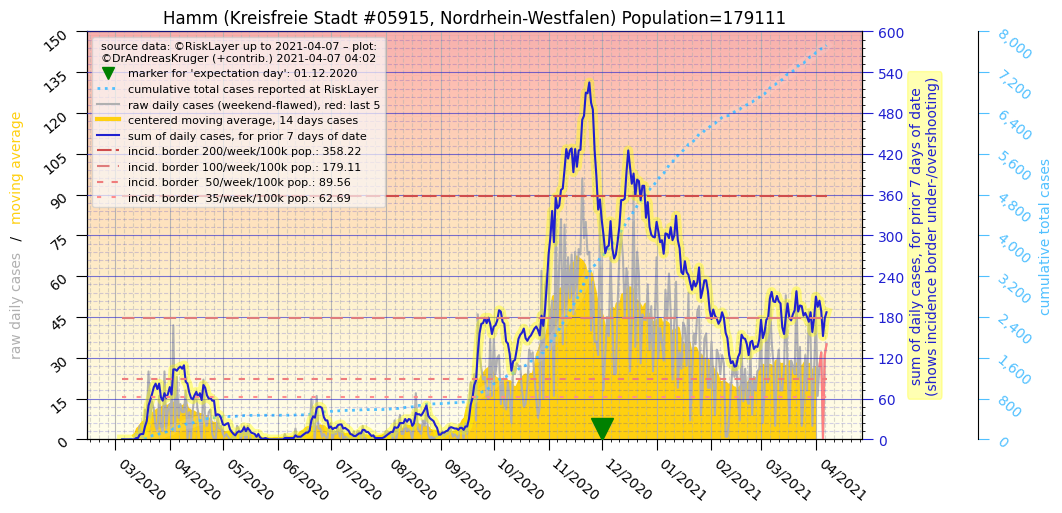 Hamm (Kreisfreie Stadt #05915, Nordrhein-Westfalen) Population=179111
source data: ©RiskLayer up to 2021-04-07 – plot:
©DrAndreasKruger (+contrib.) 2021-04-07 04:02
marker for 'expectation day': 01.12.2020
cumulative total cases reported at RiskLayer
raw daily cases (weekend-flawed), red: last 5
centered moving average, 14 days cases
sum of daily cases, for prior 7 days of date
incid. border 200/week/100k pop.: 358.22
incid. border 100/week/100k pop.: 179.11
incid. border  50/week/100k pop.: 89.56
incid. border  35/week/100k pop.: 62.69
raw daily cases / moving average
150
135
120
105
90
75
60
45
30
15
0
600
540
480
420
360
300
240
180
120
60
0
sum of daily cases, for prior 7 days of date
(shows incidence border under-/overshooting)
8,000
7,200
6,400
5,600
4,800
4,000
3,200
2,400
1,600
800
0
cumulative total cases
03/2020
04/2020
05/2020
06/2020
07/2020
08/2020
09/2020
10/2020
11/2020
12/2020
01/2021
02/2021
03/2021
04/2021